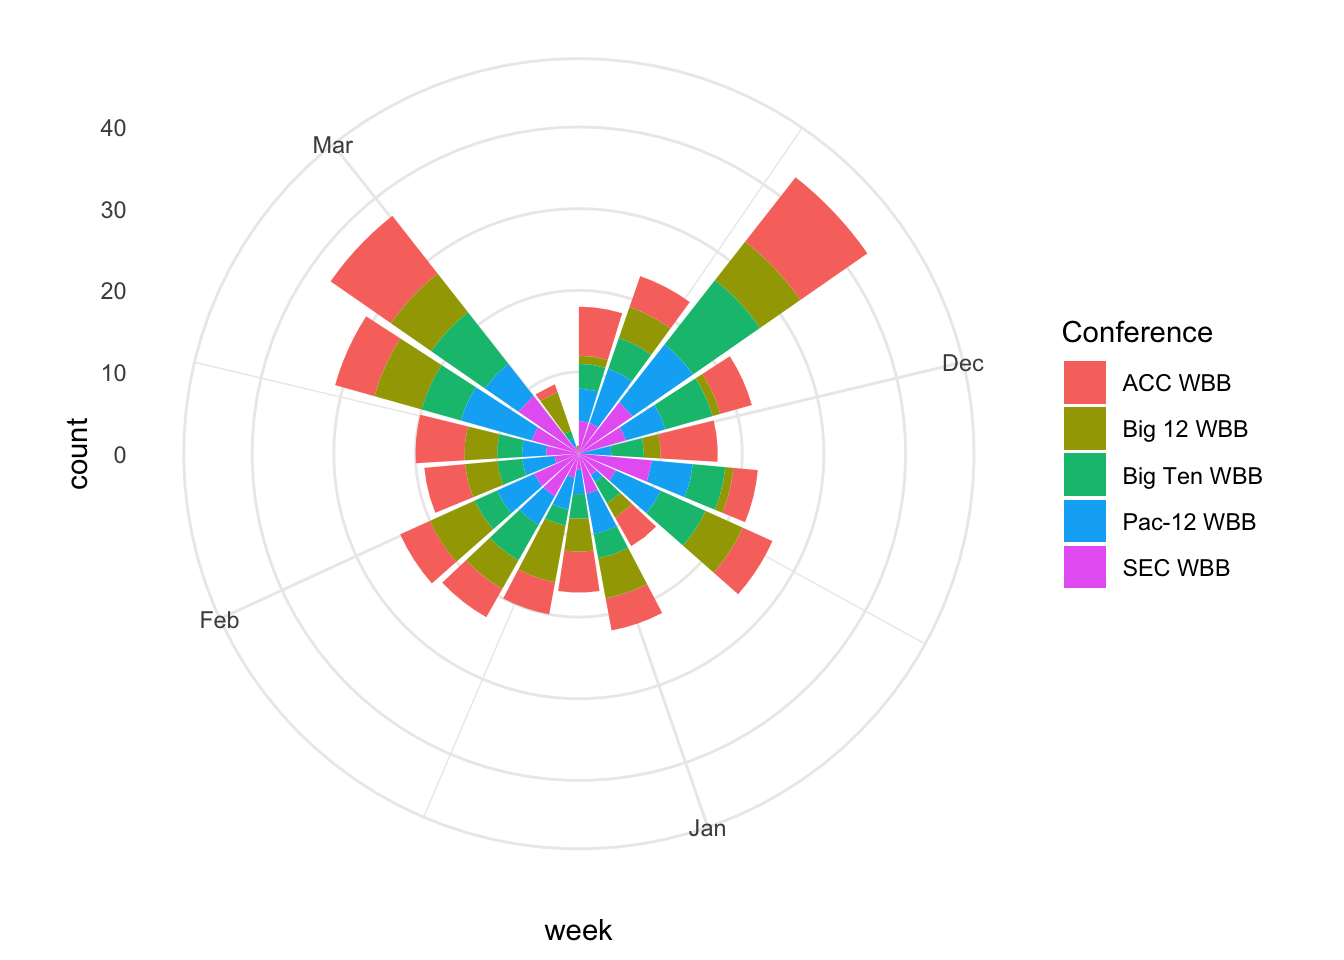 40
30
20
10
0
count
Mar
Dec
Feb
Jan
week
Conference
ACC WBB
Big 12 WBB
Big Ten WBB
Pac-12 WBB
SEC WBB